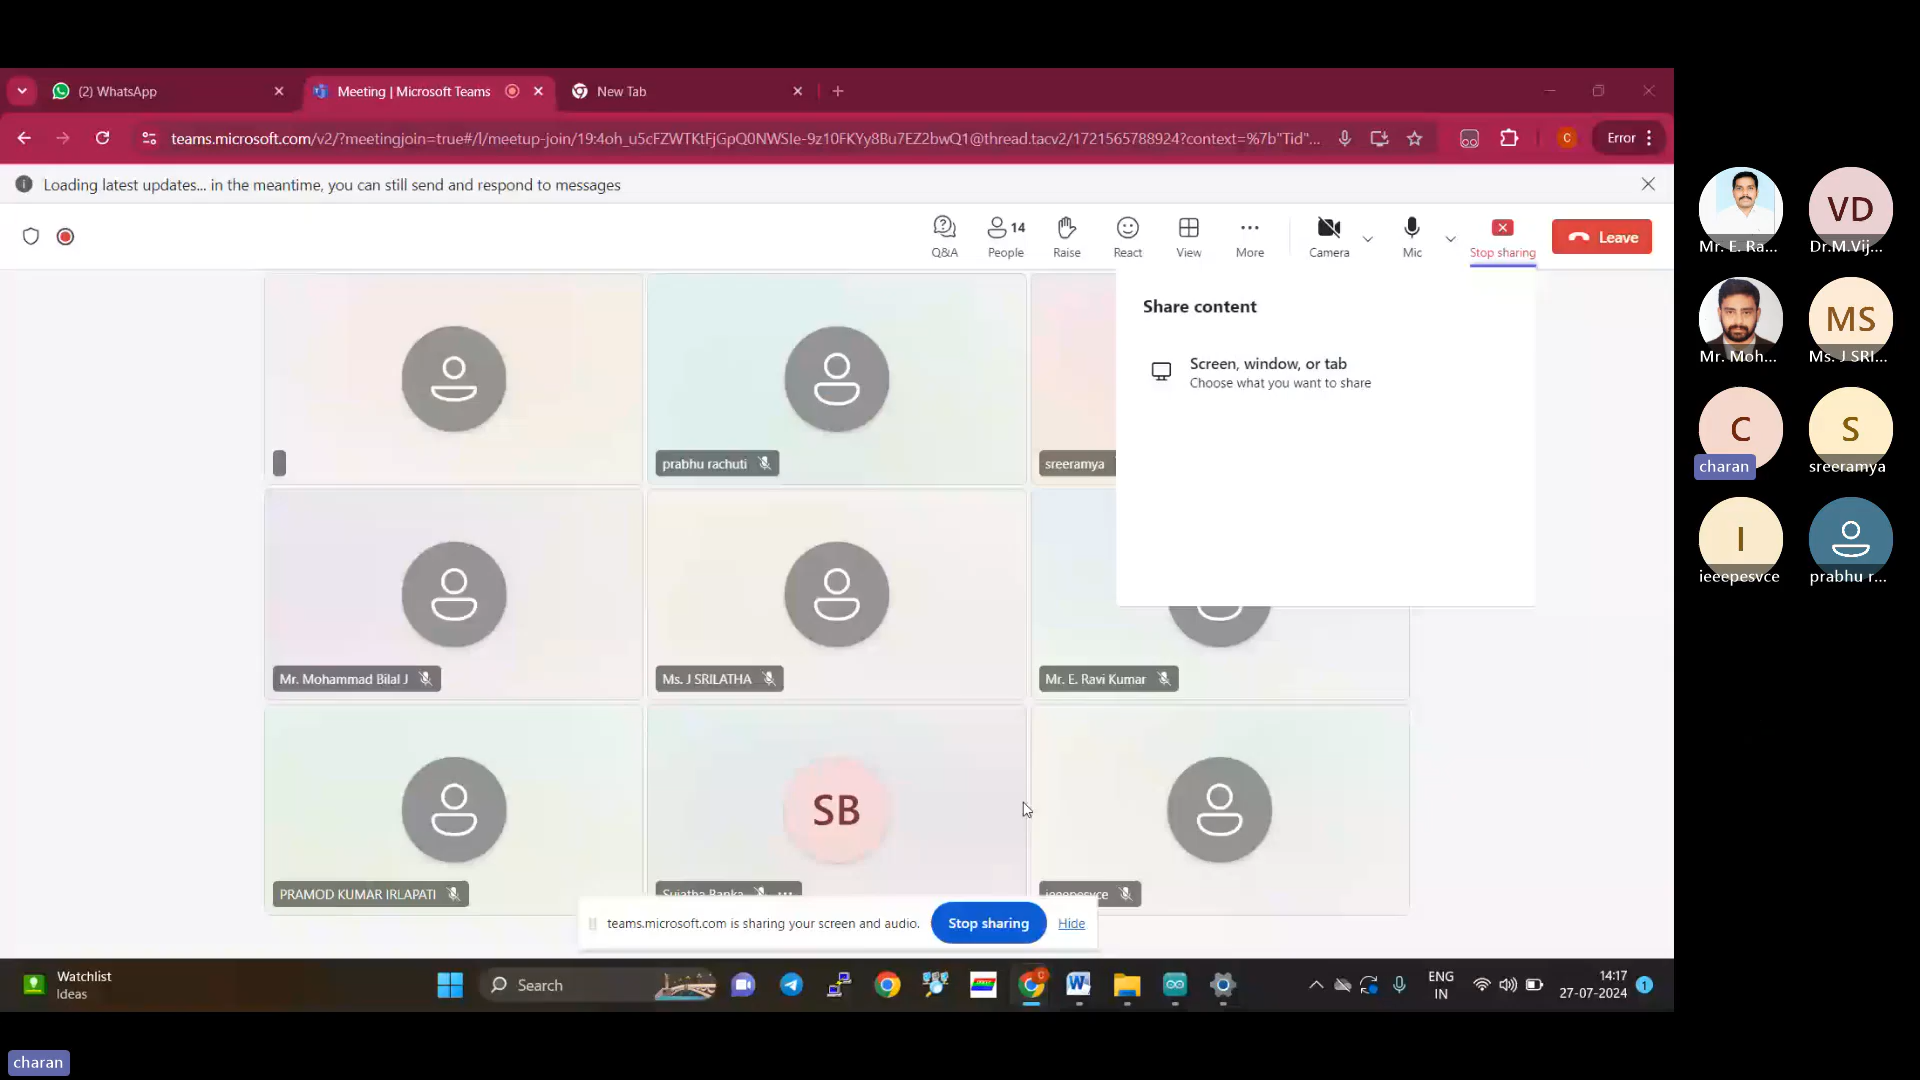 (2) WhatsApp
Meeting | Microsoft Teams
New Tab
teams.microsoft.com/v2/?meetingjoin=true#/l/meetup-join/19:4oh_u5cFZWTKtFjGpQ0NWSIe-9z10FKYy8Bu7EZ2bwQ1@thread.tacv2/1721565788924?context=%7b"Tid"...
C
Error
Loading latest updates... in the meantime, you can still send and respond to messages
Q&A
14
People
Raise
React
View
More
Camera
Mic
Stop sharing
Leave
Share content
Screen, window, or tab
Choose what you want to share
prabhu rachuti
sreeramya
Mr. Mohammad Bilal J
Ms. J SRILATHA
Mr. E. Ravi Kumar
SB
PRAMOD KUMAR IRLAPATI
Sujatha Banka
ieeepesvce
teams.microsoft.com is sharing your screen and audio.
Stop sharing
Hide
Watchlist
Ideas
Search
ENG
IN
14:17
27-07-2024
1
VD
Mr. E. Ra...
Dr.M.Vij...
MS
Mr. Moh...
Ms. J SRI...
C
S
charan
sreeramya
I
ieeepesvce
prabhu r...
charan